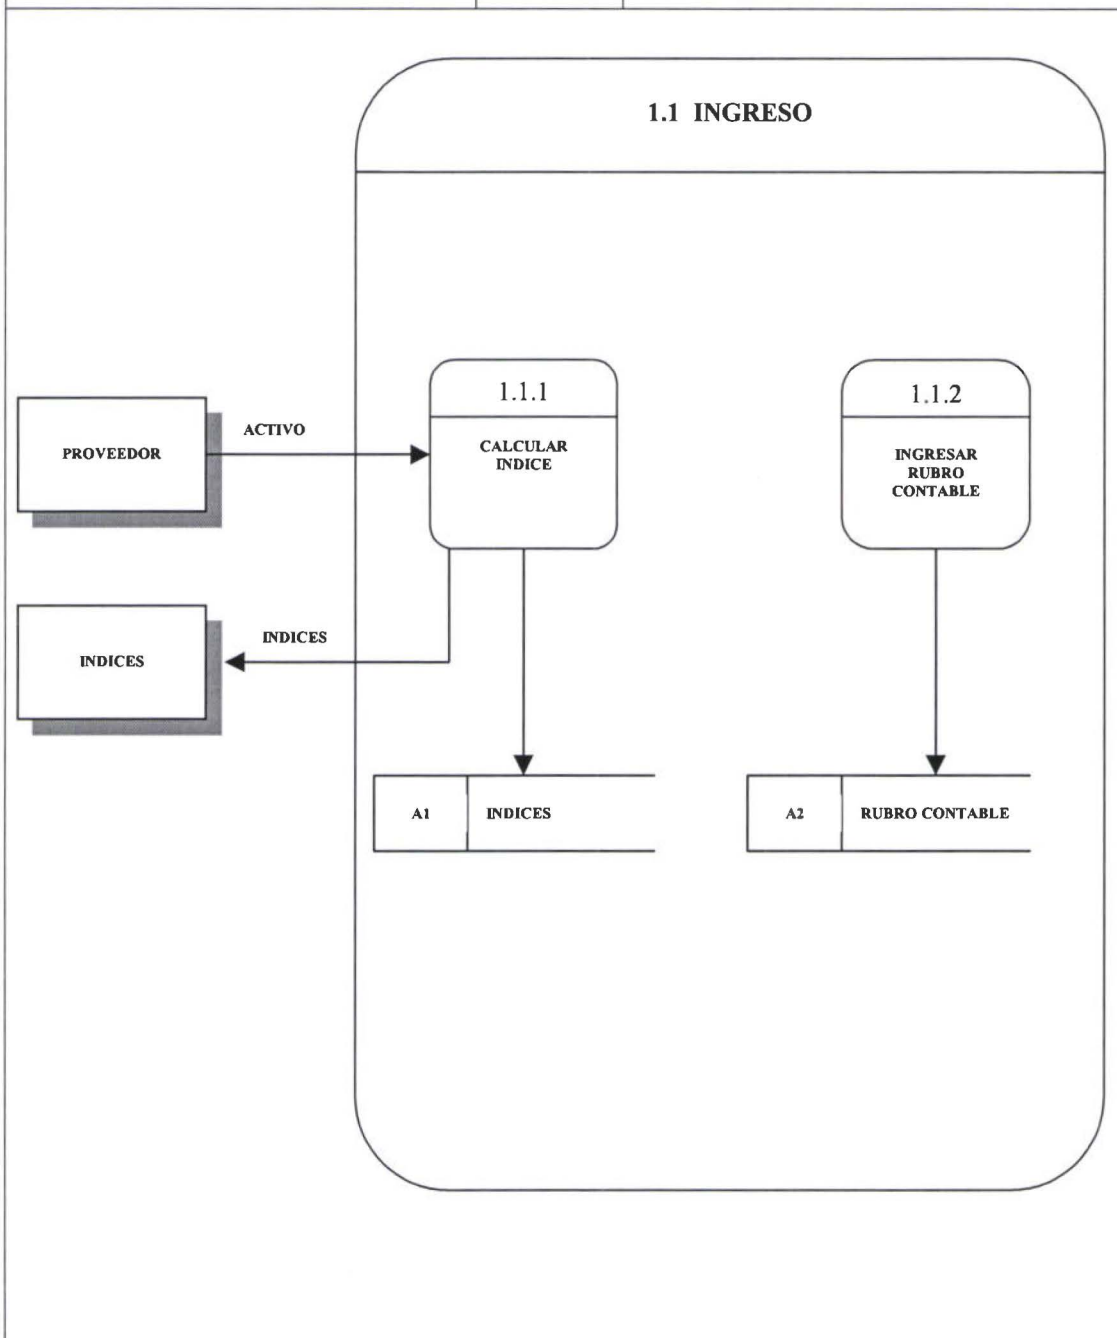 1.1 INGRESO
1.1.1
CALCULAR
INDICE
1.1.2
INGRESAR
RUBRO
CONTABLE
PROVEEDOR
ACTIVO
INDICES
INDICES
A1
INDICES
A2
RUBRO CONTABLE